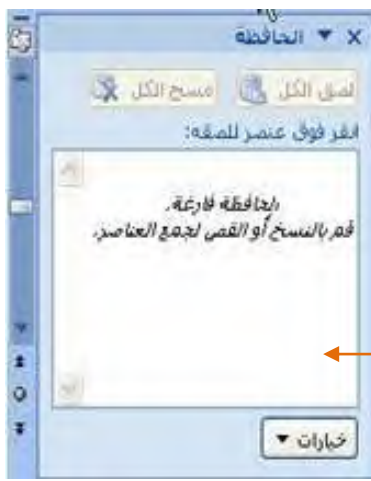 الحافظة
لصق الكل مسح الكل
انقر فوق عنصر للصقه:
الحافظة فارغة.
قم بالنسخ أو القص لجمع العناصر.
خيارات